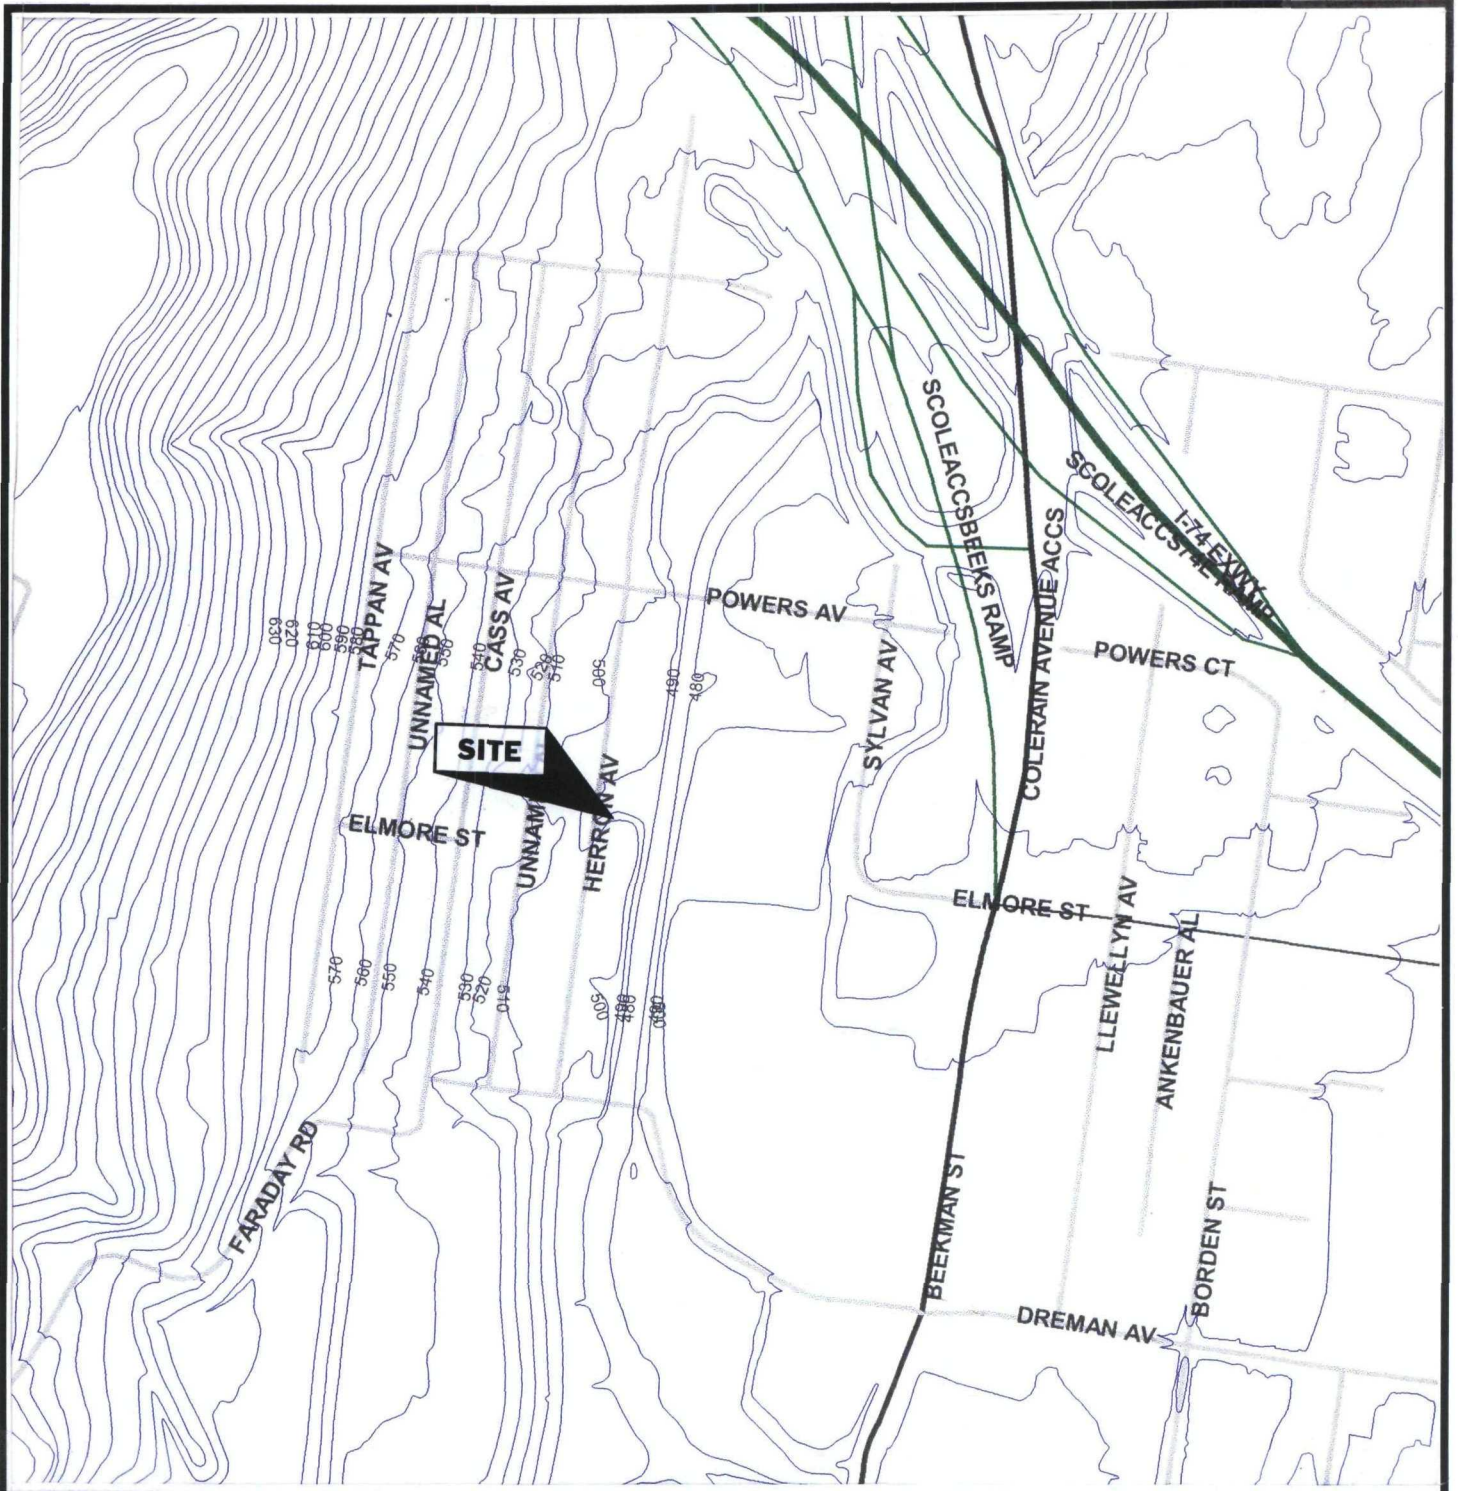 SCOLEACCSBEEKS RAMP
SCOLEACCS74E RAMP
I-74 EXWY
COLERAIN AVENUE ACCS
TAPPAN AV
UNNAMED AL
CASS AV
POWERS AV
SYLVAN AV
POWERS CT
630
620
610
600
590
580
570
550
540
530
520
510
500
490
480
SITE
ELMORE ST
HERRON AV
ELMORE ST
LLEWELLYN AV
ANKENBAUER AL
570
560
550
540
530
520
510
500
480
FARADAY RD
BEEKMAN ST
BORDEN ST
DREMAN AV